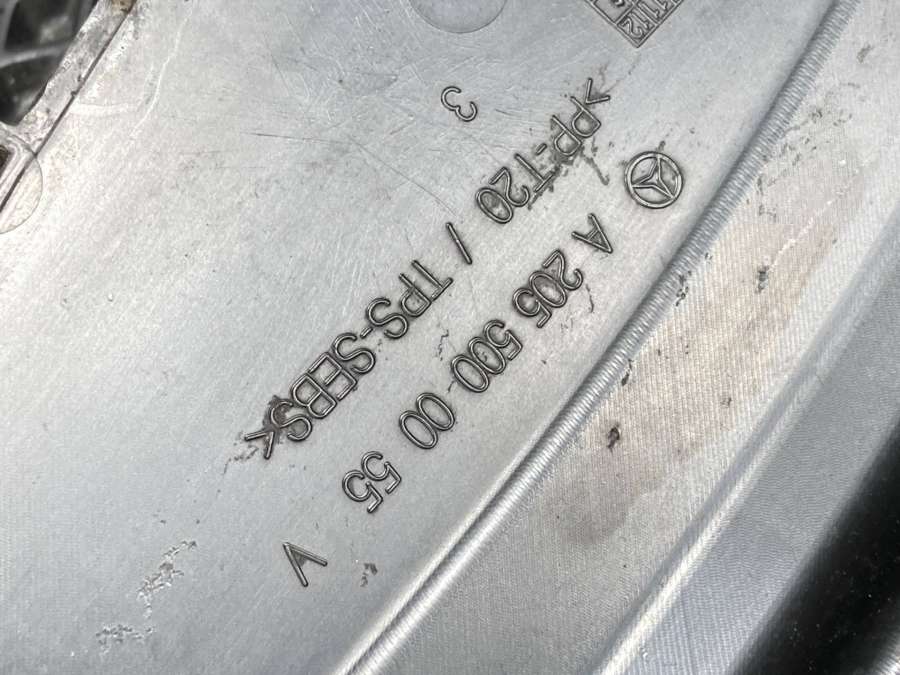 A 205 500 00 55 V
>PP-T20 / TPS-SEBS<
3